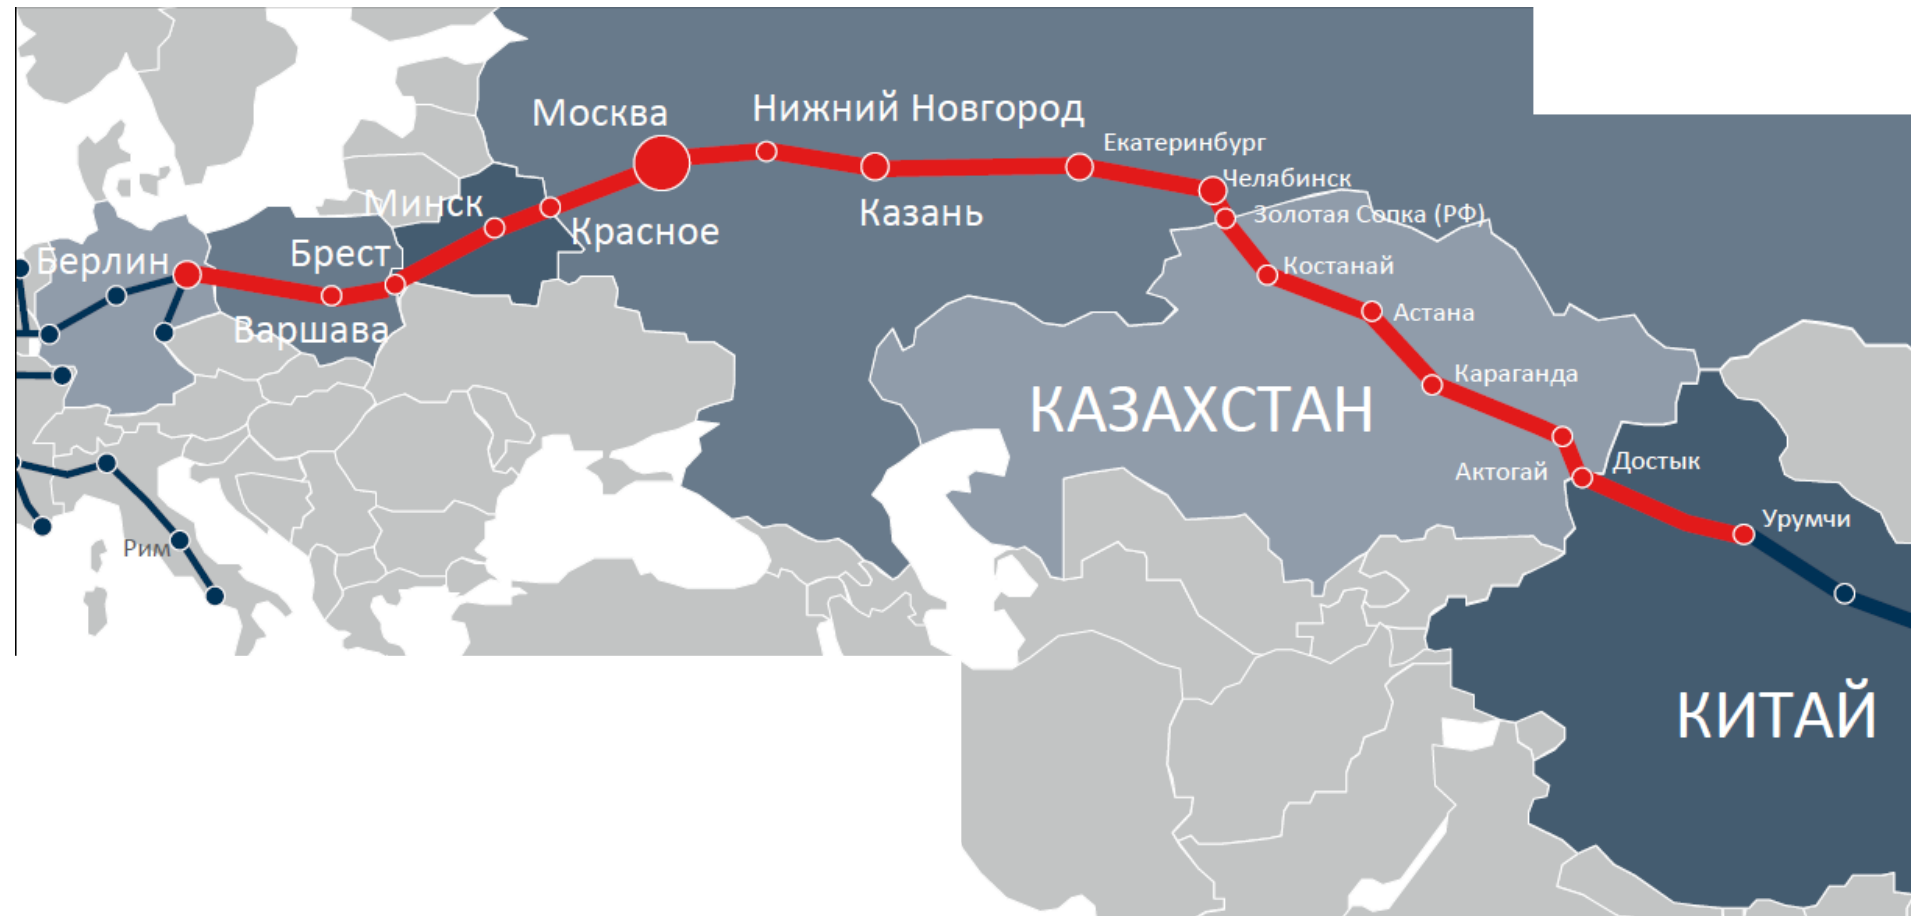 Москва
Нижний Новгород
Екатеринбург
Челябинск
Минск
Казань
Золотая Сопка (РФ)
Красное
Брест
Берлин
Костанай
Астана
Варшава
Караганда
КАЗАХСТАН
Достык
Актогай
Урумчи
Рим
КИТАЙ